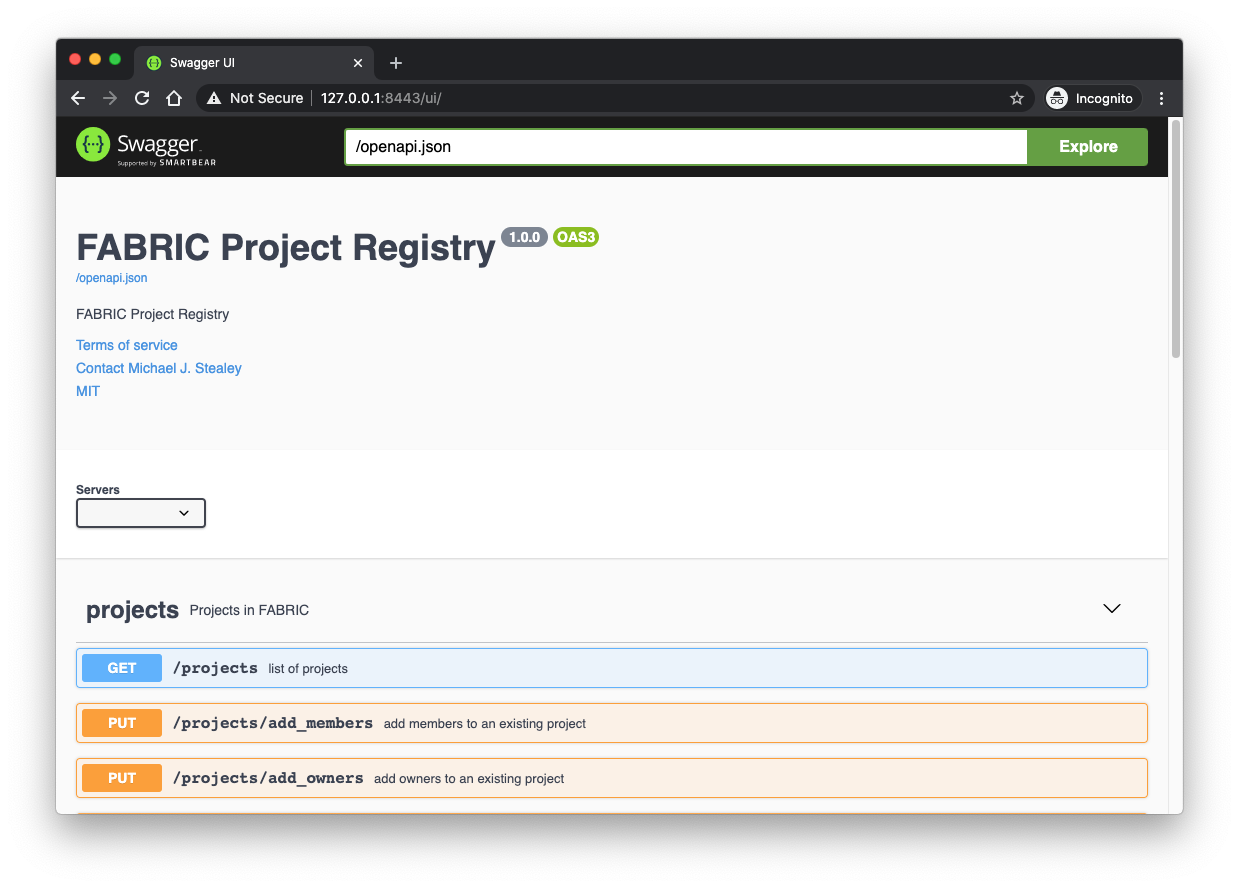 Swagger UI
Not Secure 127.0.0.1:8443/ui/ Incognito
{...} Swagger
Supported by SMARTBEAR
/openapi.json Explore
FABRIC Project Registry 1.0.0 OAS3
/openapi.json
FABRIC Project Registry
Terms of service
Contact Michael J. Stealey
MIT
Servers
projects Projects in FABRIC
GET /projects list of projects
PUT /projects/add_members add members to an existing project
PUT /projects/add_owners add owners to an existing project